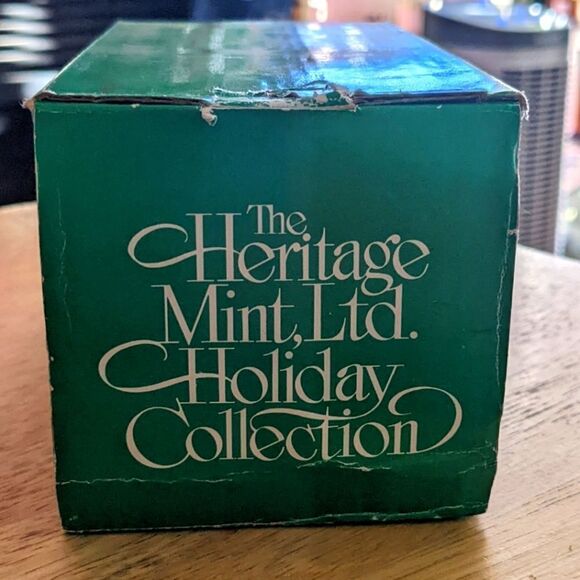 The
Heritage
Mint, Ltd.
Holiday
Collection